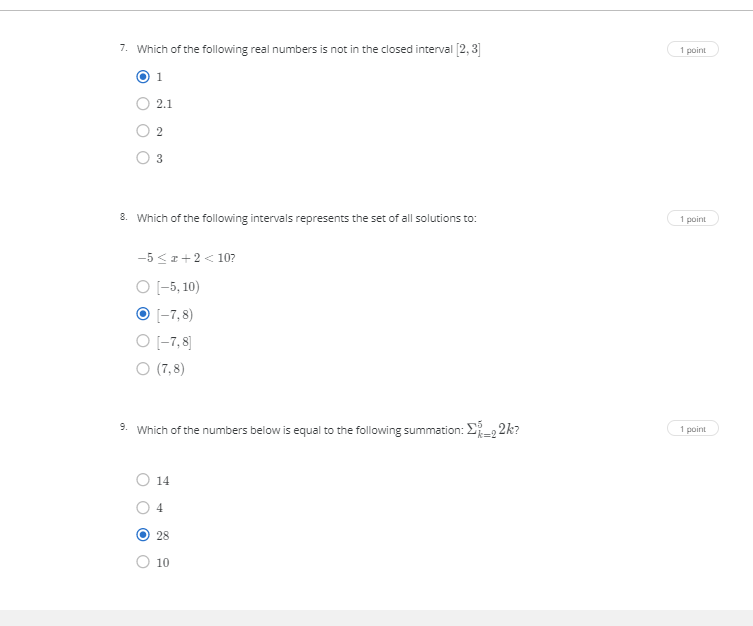 7. Which of the following real numbers is not in the closed interval [2, 3]
1 point
1
2.1
2
3
8. Which of the following intervals represents the set of all solutions to:
1 point
−5 ≤ x + 2 < 10?
[−5, 10)
[−7, 8)
[−7, 8]
(7, 8)
9. Which of the numbers below is equal to the following summation: Σ⁵ₖ₌₂ 2k?
1 point
14
4
28
10